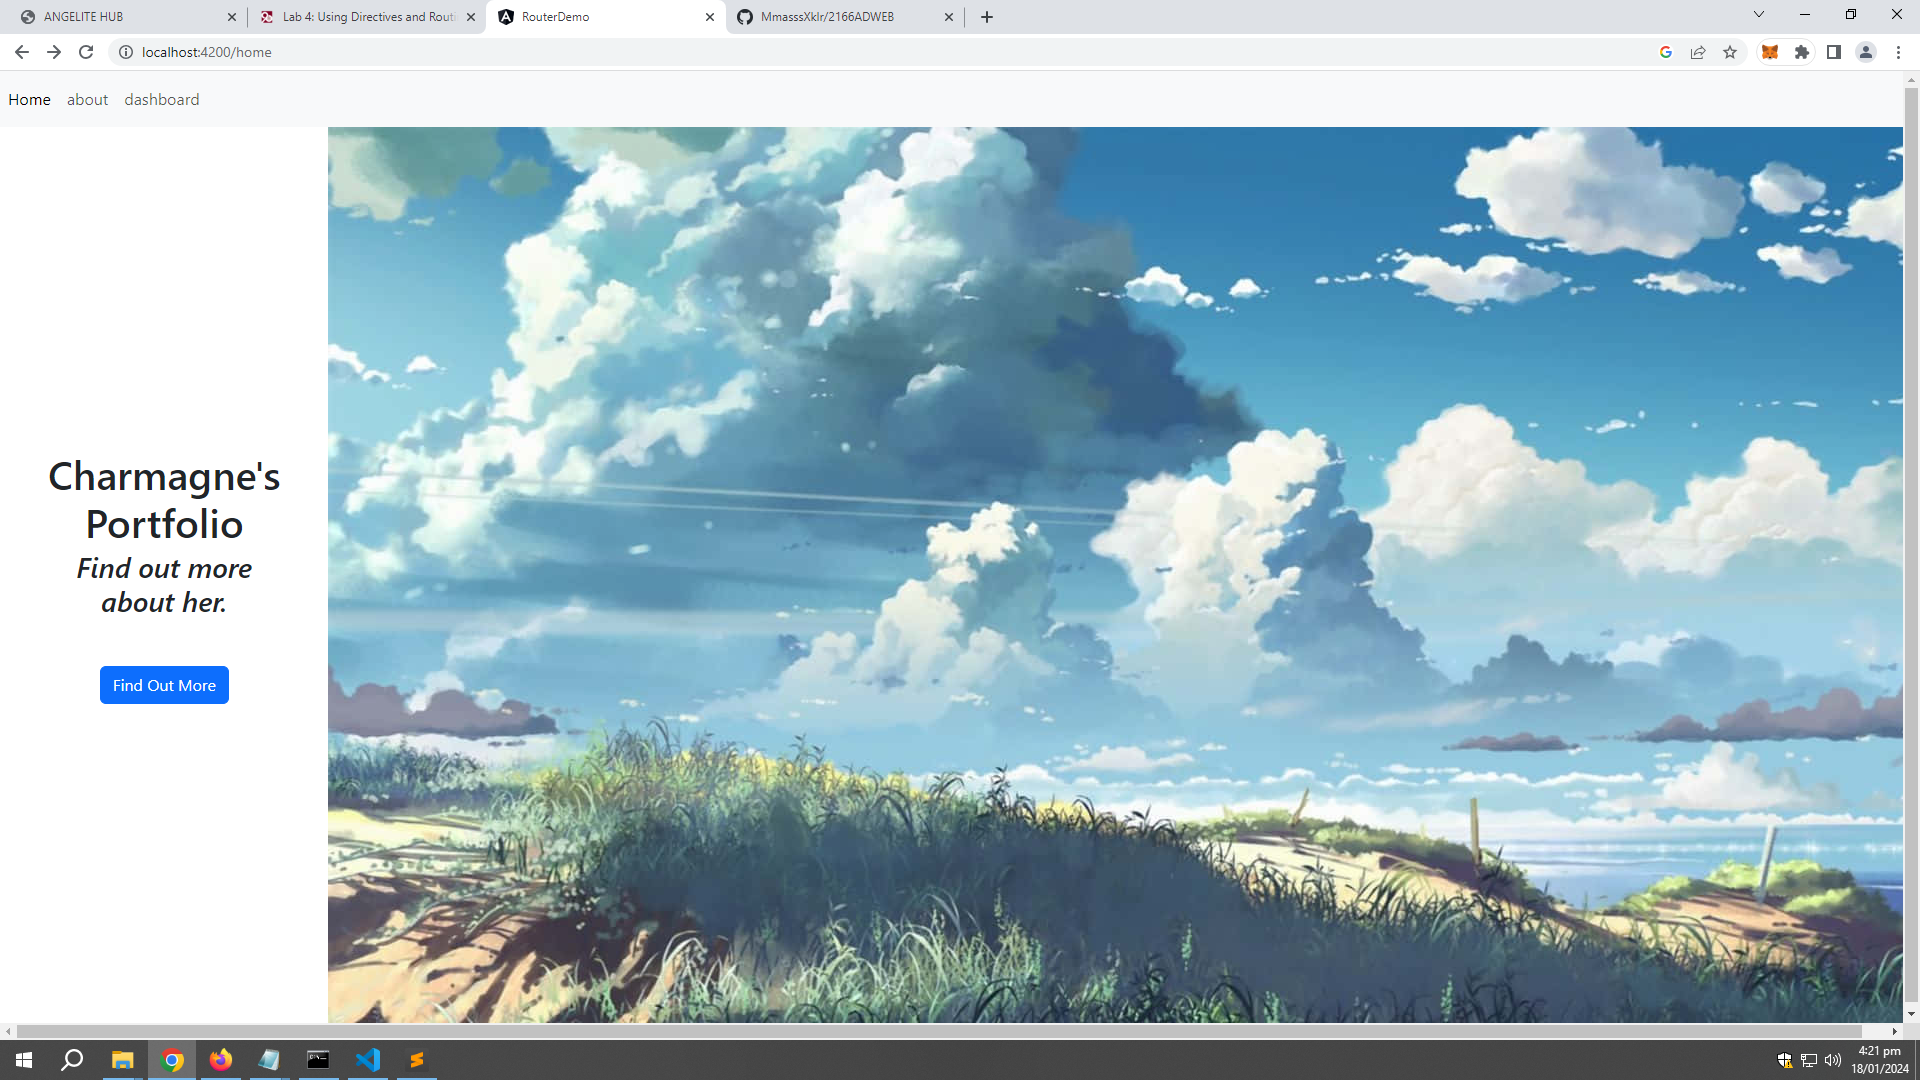 ANGELITE HUB
Lab 4: Using Directives and Routi
RouterDemo
MmasssXklr/2166ADWEB
localhost:4200/home
Home about dashboard
Charmagne's
Portfolio
Find out more
about her.
Find Out More
4:21 pm
18/01/2024